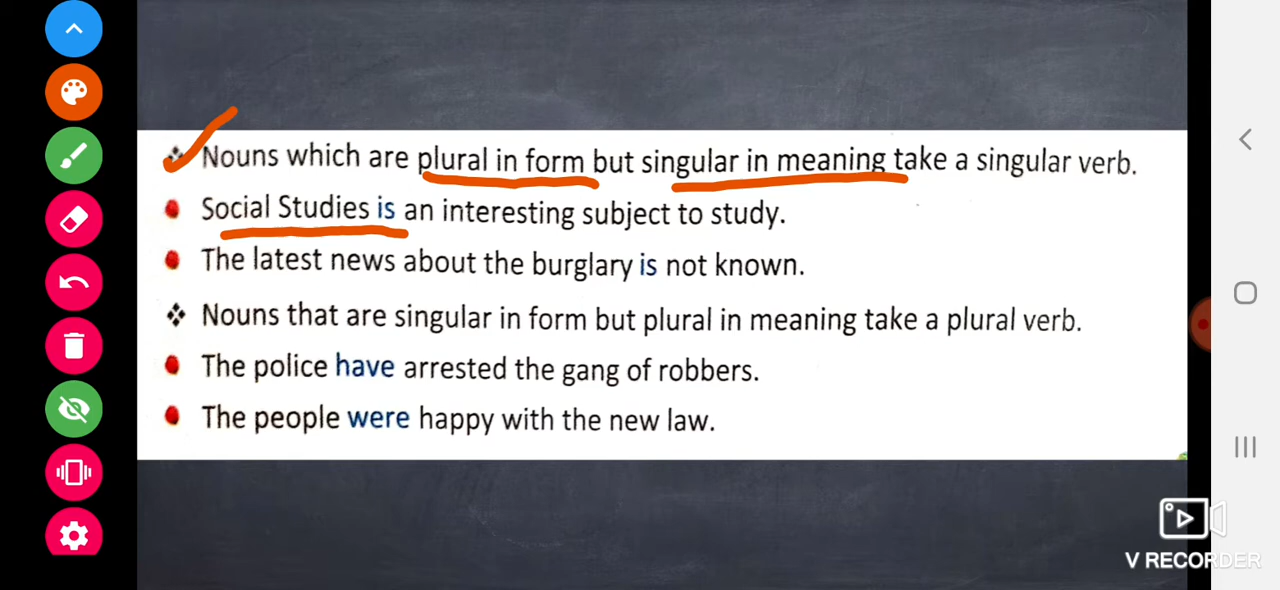 Nouns which are plural in form but singular in meaning take a singular verb.
Social Studies is an interesting subject to study.
The latest news about the burglary is not known.
Nouns that are singular in form but plural in meaning take a plural verb.
The police have arrested the gang of robbers.
The people were happy with the new law.
V RECORDER